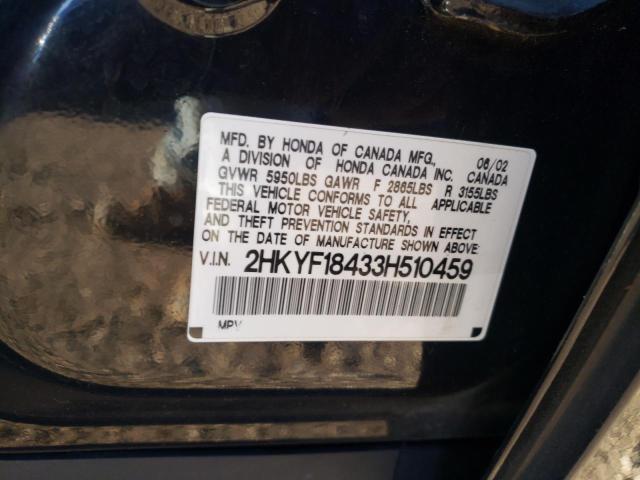 MFD. BY HONDA OF CANADA MFG., 06/02
A DIVISION OF HONDA CANADA INC. CANADA
GVWR 5950LBS GAWR F 2865LBS R 3155LBS
THIS VEHICLE CONFORMS TO ALL APPLICABLE
FEDERAL MOTOR VEHICLE SAFETY,
AND THEFT PREVENTION STANDARDS IN EFFECT
ON THE DATE OF MANUFACTURE SHOWN ABOVE.
V.I.N. 2HKYF18433H510459
MPV